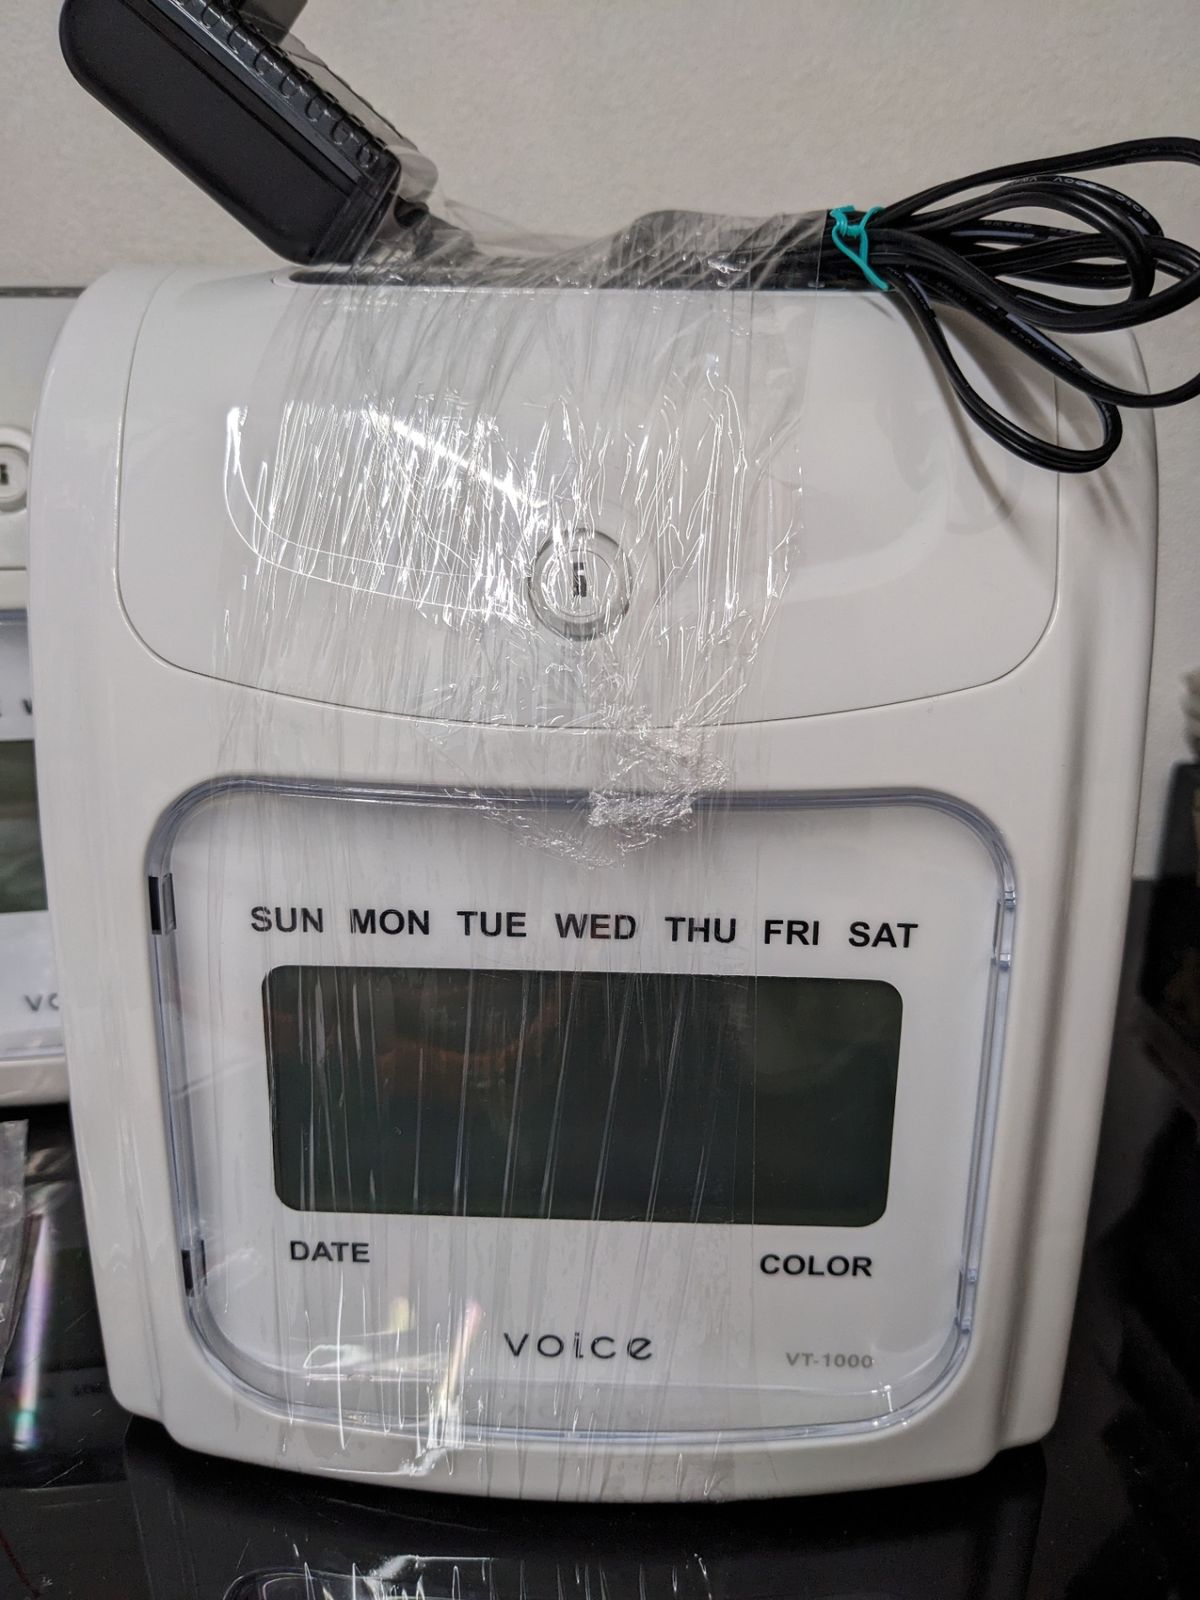 SUN MON TUE WED THU FRI SAT
DATE
COLOR
voice
VT-1000